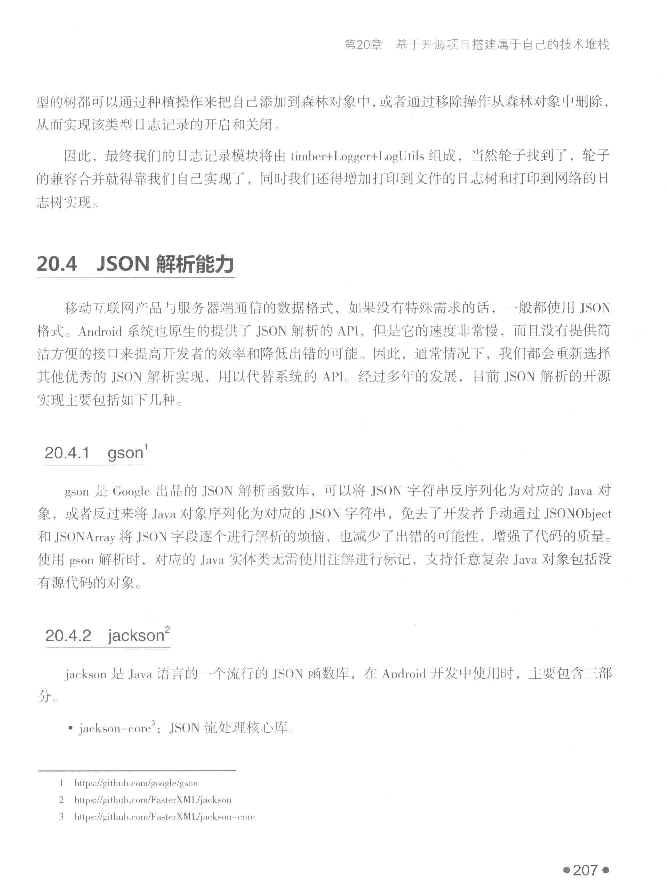 第20章 基于开源项目搭建属于自己的技术堆栈
型的树都可以通过种植操作来把自己添加到森林对象中，或者通过移除操作从森林对象中删除，
从而实现该类型日志记录的开启和关闭。
因此，最终我们的日志记录模块将由 timber+Logger+LogUtils 组成，当然轮子找到了，轮子
的兼容合并就得靠我们自己实现了，同时我们还得增加打印到文件的日志树和打印到网络的日
志树实现。
20.4 JSON 解析能力
移动互联网产品与服务器端通信的数据格式，如果没有特殊需求的话，一般都使用 JSON
格式。Android 系统也原生的提供了 JSON 解析的 API，但是它的速度非常慢，而且没有提供简
洁方便的接口来提高开发者的效率和降低出错的可能。因此，通常情况下，我们都会重新选择
其他优秀的 JSON 解析实现，用以代替系统的 API。经过多年的发展，目前 JSON 解析的开源
实现主要包括如下几种。
20.4.1 gson1
gson 是 Google 出品的 JSON 解析函数库，可以将 JSON 字符串反序列化为对应的 Java 对
象，或者反过来将 Java 对象序列化为对应的 JSON 字符串，免去了开发者手动通过 JSONObject
和 JSONArray 将 JSON 字段逐个进行解析的烦恼，也减少了出错的可能性，增强了代码的质量。
使用 gson 解析时，对应的 Java 实体类无需使用注解进行标记，支持任意复杂 Java 对象包括没
有源代码的对象。
20.4.2 jackson2
jackson 是 Java 语言的一个流行的 JSON 函数库，在 Android 开发中使用时，主要包含三部
分。
• jackson-core3：JSON 流处理核心库。
1 https://github.com/google/gson
2 https://github.com/FasterXML/jackson
3 https://github.com/FasterXML/jackson-core
●207●